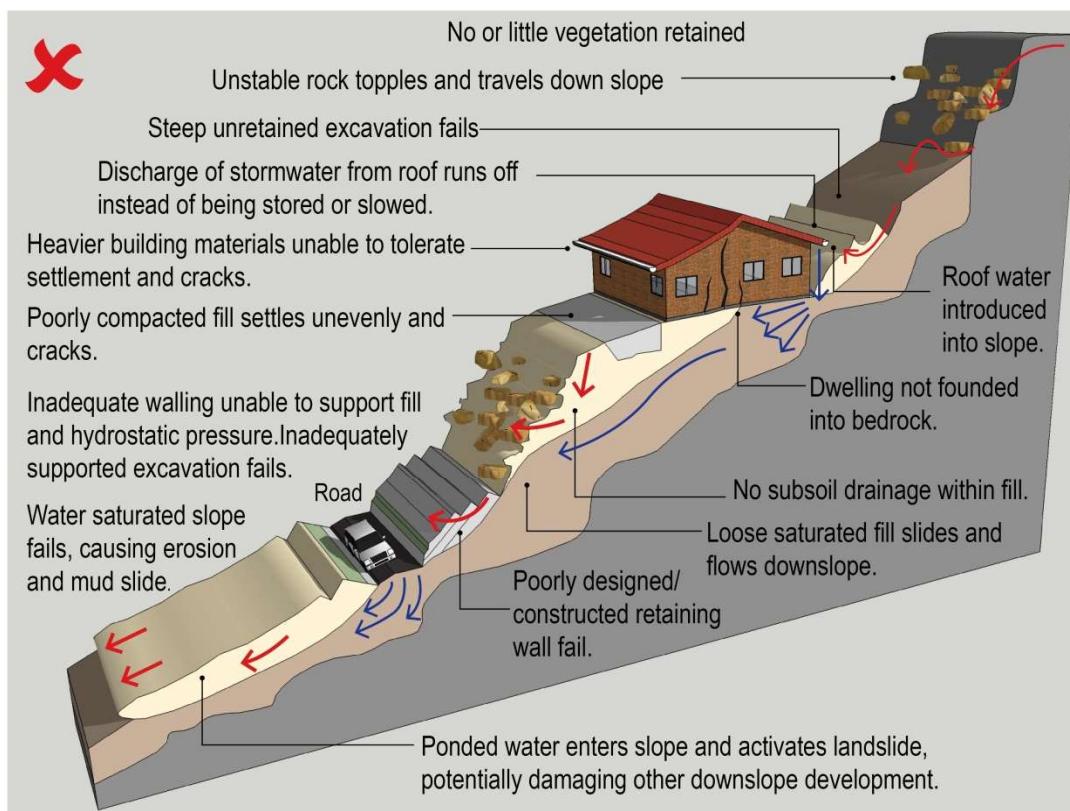 No or little vegetation retained
Unstable rock topples and travels down slope
Steep unretained excavation fails
Discharge of stormwater from roof runs off
instead of being stored or slowed.
Heavier building materials unable to tolerate
settlement and cracks.
Poorly compacted fill settles unevenly and
cracks.
Inadequate walling unable to support fill
and hydrostatic pressure.Inadequately
supported excavation fails.
Road
Water saturated slope
fails, causing erosion
and mud slide.
Roof water
introduced
into slope.
Dwelling not founded
into bedrock.
No subsoil drainage within fill.
Loose saturated fill slides and
flows downslope.
Poorly designed/
constructed retaining
wall fail.
Ponded water enters slope and activates landslide,
potentially damaging other downslope development.